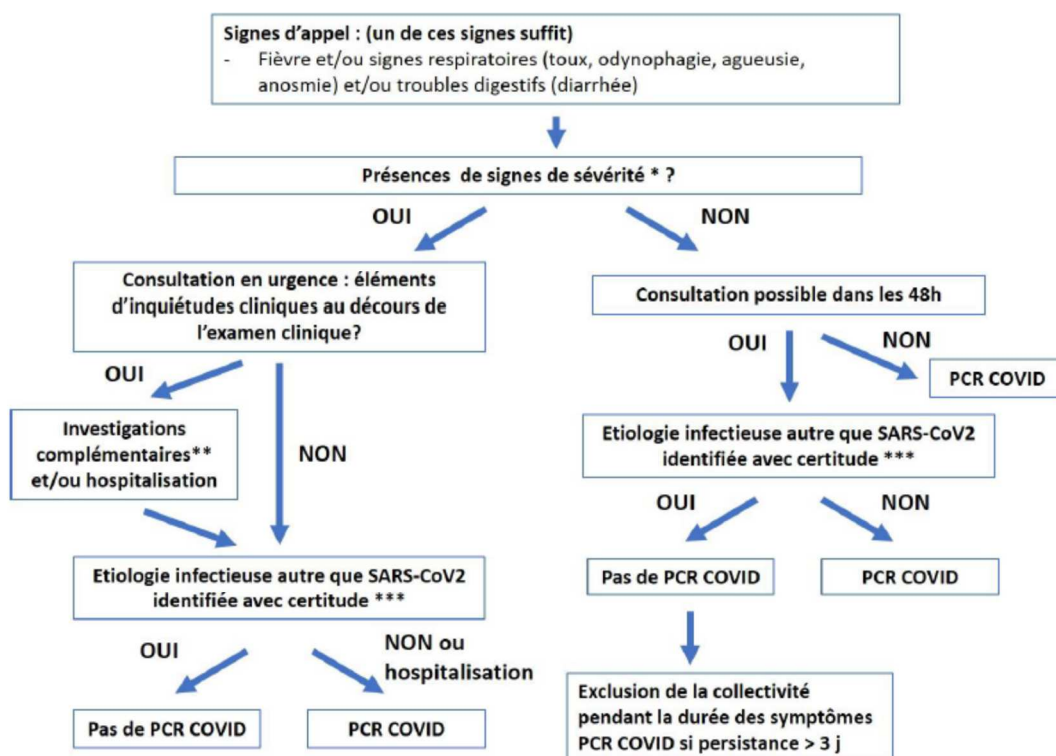 Signes d'appel : (un de ces signes suffit)
- Fièvre et/ou signes respiratoires (toux, odynophagie, agueusie,
anosmie) et/ou troubles digestifs (diarrhée)
Présences de signes de sévérité * ?
OUI
NON
Consultation en urgence : éléments
d'inquiétudes cliniques au décours de
l'examen clinique?
Consultation possible dans les 48h
OUI
NON
OUI
NON
PCR COVID
Investigations
complémentaires**
et/ou hospitalisation
Etiologie infectieuse autre que SARS-CoV2
identifiée avec certitude ***
OUI
NON
Etiologie infectieuse autre que SARS-CoV2
identifiée avec certitude ***
Pas de PCR COVID
PCR COVID
OUI
NON ou
hospitalisation
Exclusion de la collectivité
pendant la durée des symptômes
PCR COVID si persistance > 3 j
Pas de PCR COVID
PCR COVID